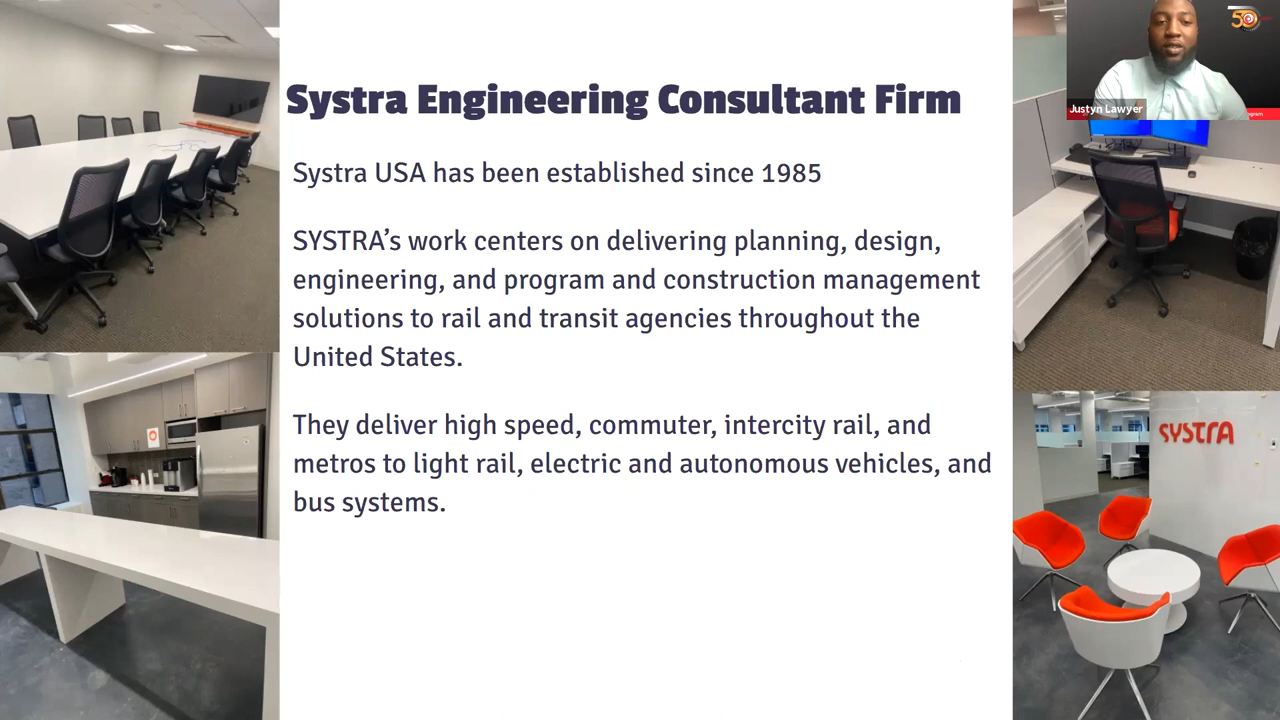 Systra Engineering Consultant Firm
Systra USA has been established since 1985
SYSTRA's work centers on delivering planning, design,
engineering, and program and construction management
solutions to rail and transit agencies throughout the
United States.
They deliver high speed, commuter, intercity rail, and
metros to light rail, electric and autonomous vehicles, and
bus systems.
50
Justyn Lawyer
SYSTRA